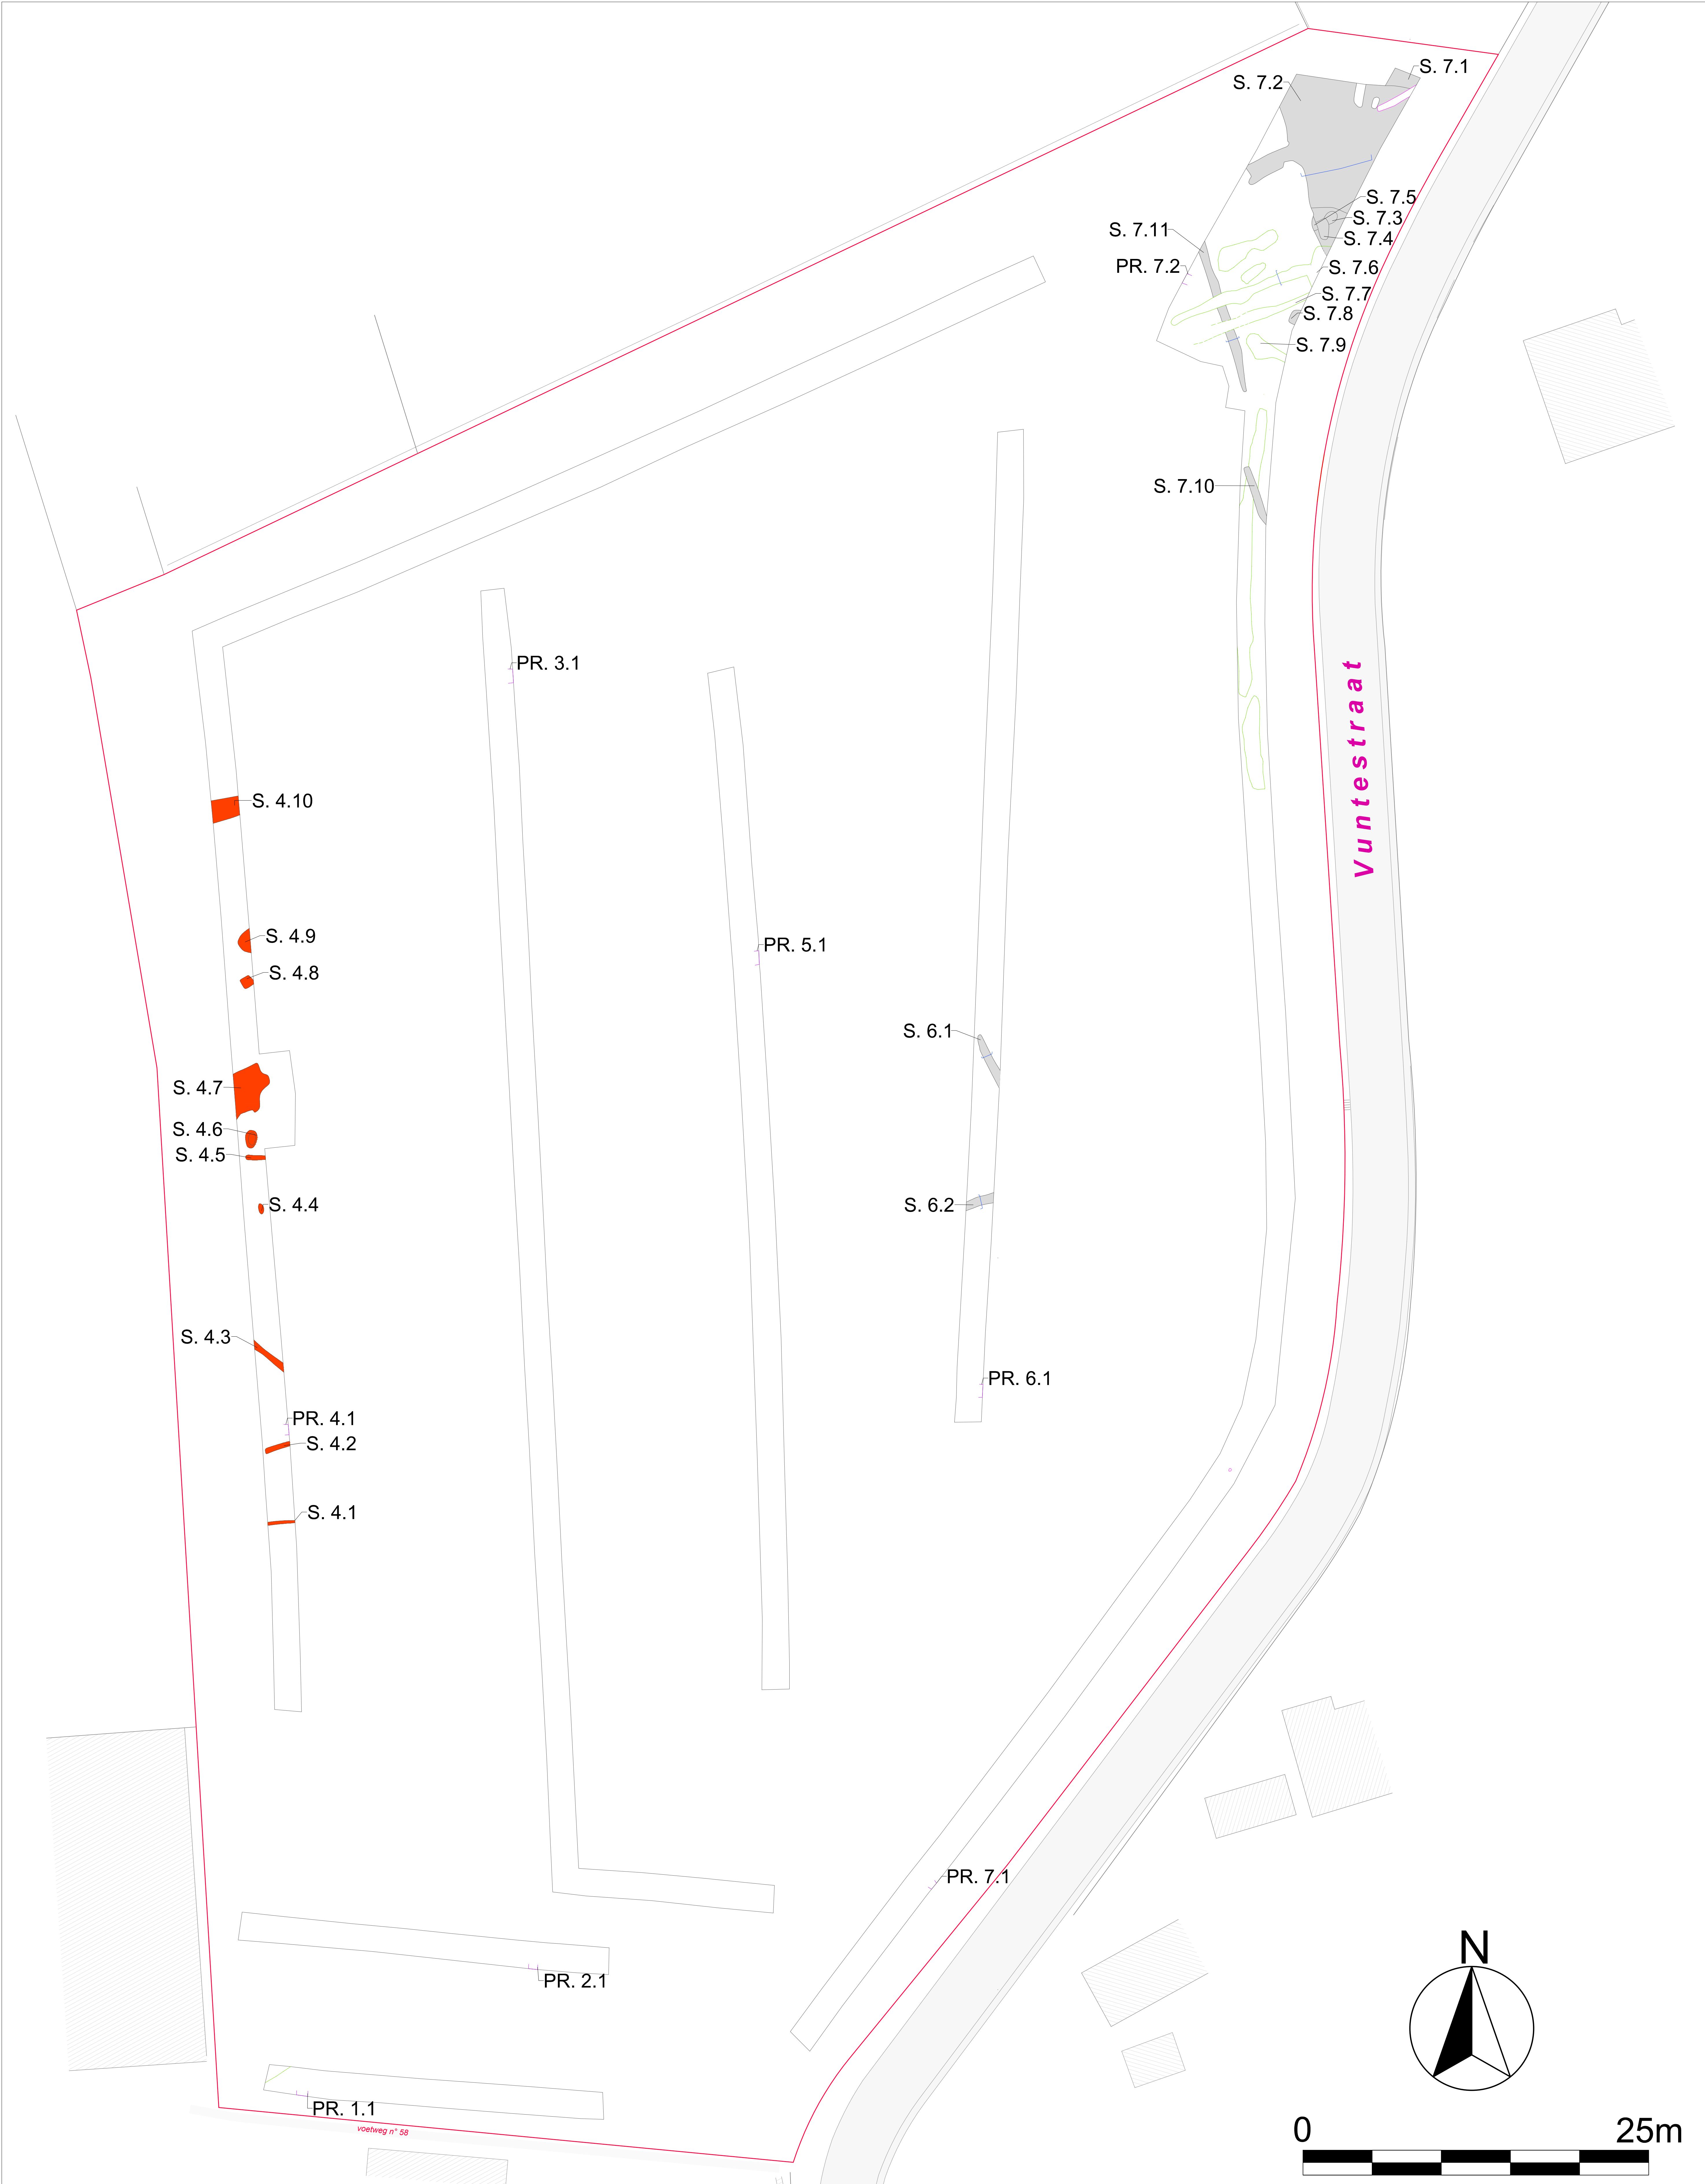 S. 7.1
S. 7.2
S. 7.5
S. 7.3
S. 7.11
S. 7.4
PR. 7.2
S. 7.6
S. 7.7
S. 7.8
S. 7.9
S. 7.10
PR. 3.1
Vuntestraat
S. 4.10
S. 4.9
PR. 5.1
S. 4.8
S. 6.1
S. 4.7
S. 4.6
S. 4.5
S. 4.4
S. 6.2
S. 4.3
PR. 6.1
PR. 4.1
S. 4.2
S. 4.1
PR. 7.1
N
PR. 2.1
PR. 1.1
voetweg n° 58
0 25m